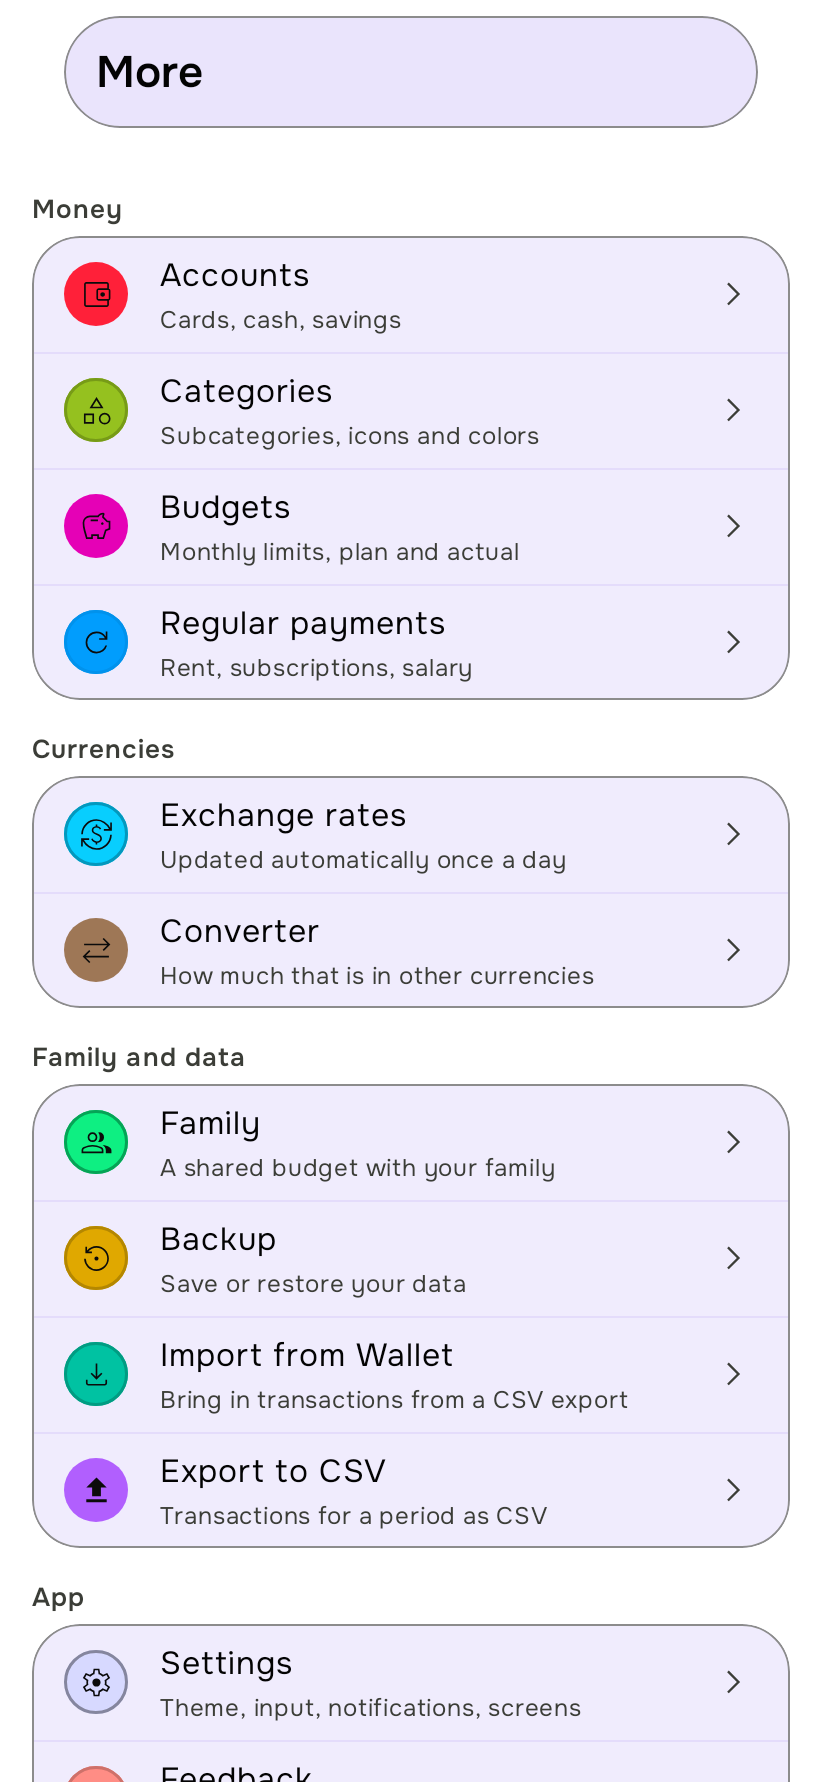 More
Money
Accounts
Cards, cash, savings
Categories
Subcategories, icons and colors
Budgets
Monthly limits, plan and actual
Regular payments
Rent, subscriptions, salary
Currencies
Exchange rates
Updated automatically once a day
Converter
How much that is in other currencies
Family and data
Family
A shared budget with your family
Backup
Save or restore your data
Import from Wallet
Bring in transactions from a CSV export
Export to CSV
Transactions for a period as CSV
App
Settings
Theme, input, notifications, screens
Feedback